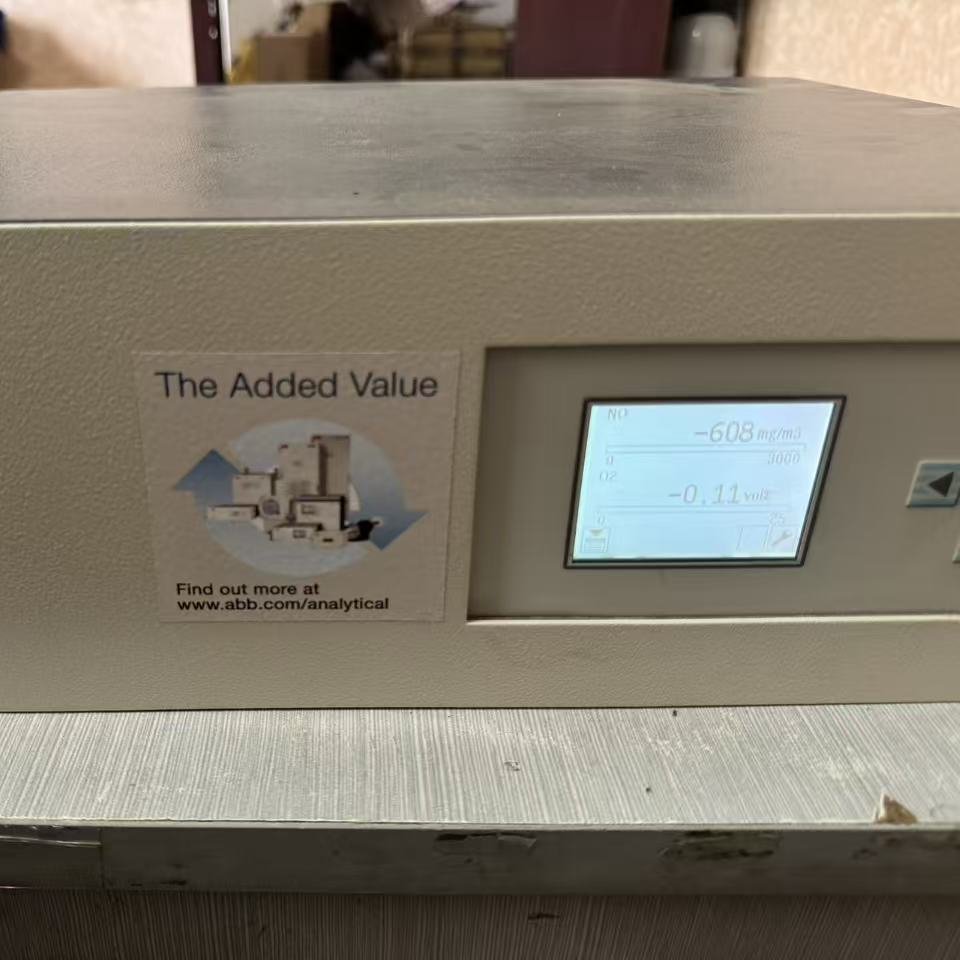 The Added Value
Find out more at
www.abb.com/analytical
NO
-608 mg/m3
0 3000
O2
-0.11 vol%
0 25